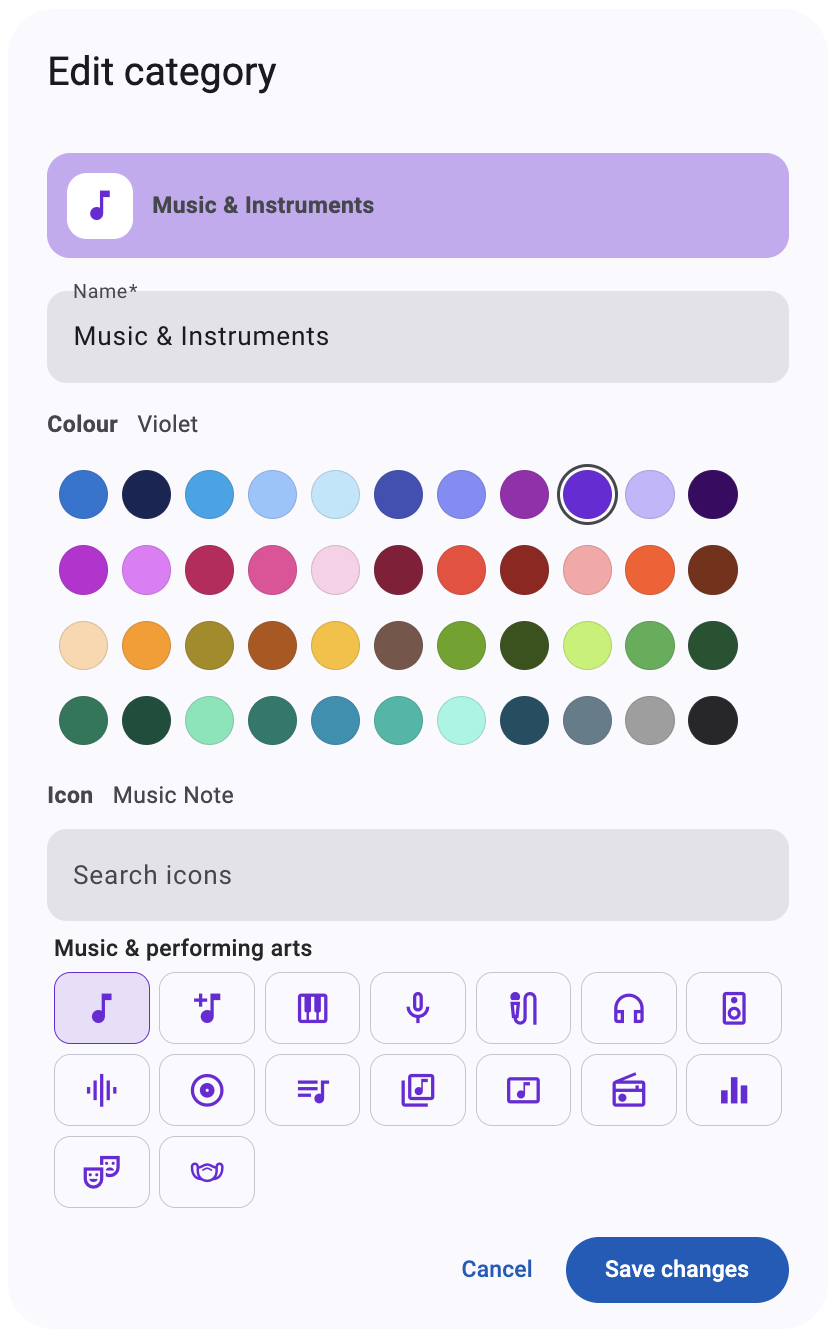 Edit category
Music & Instruments
Name*
Music & Instruments
Colour Violet
Icon Music Note
Search icons
Music & performing arts
Cancel Save changes